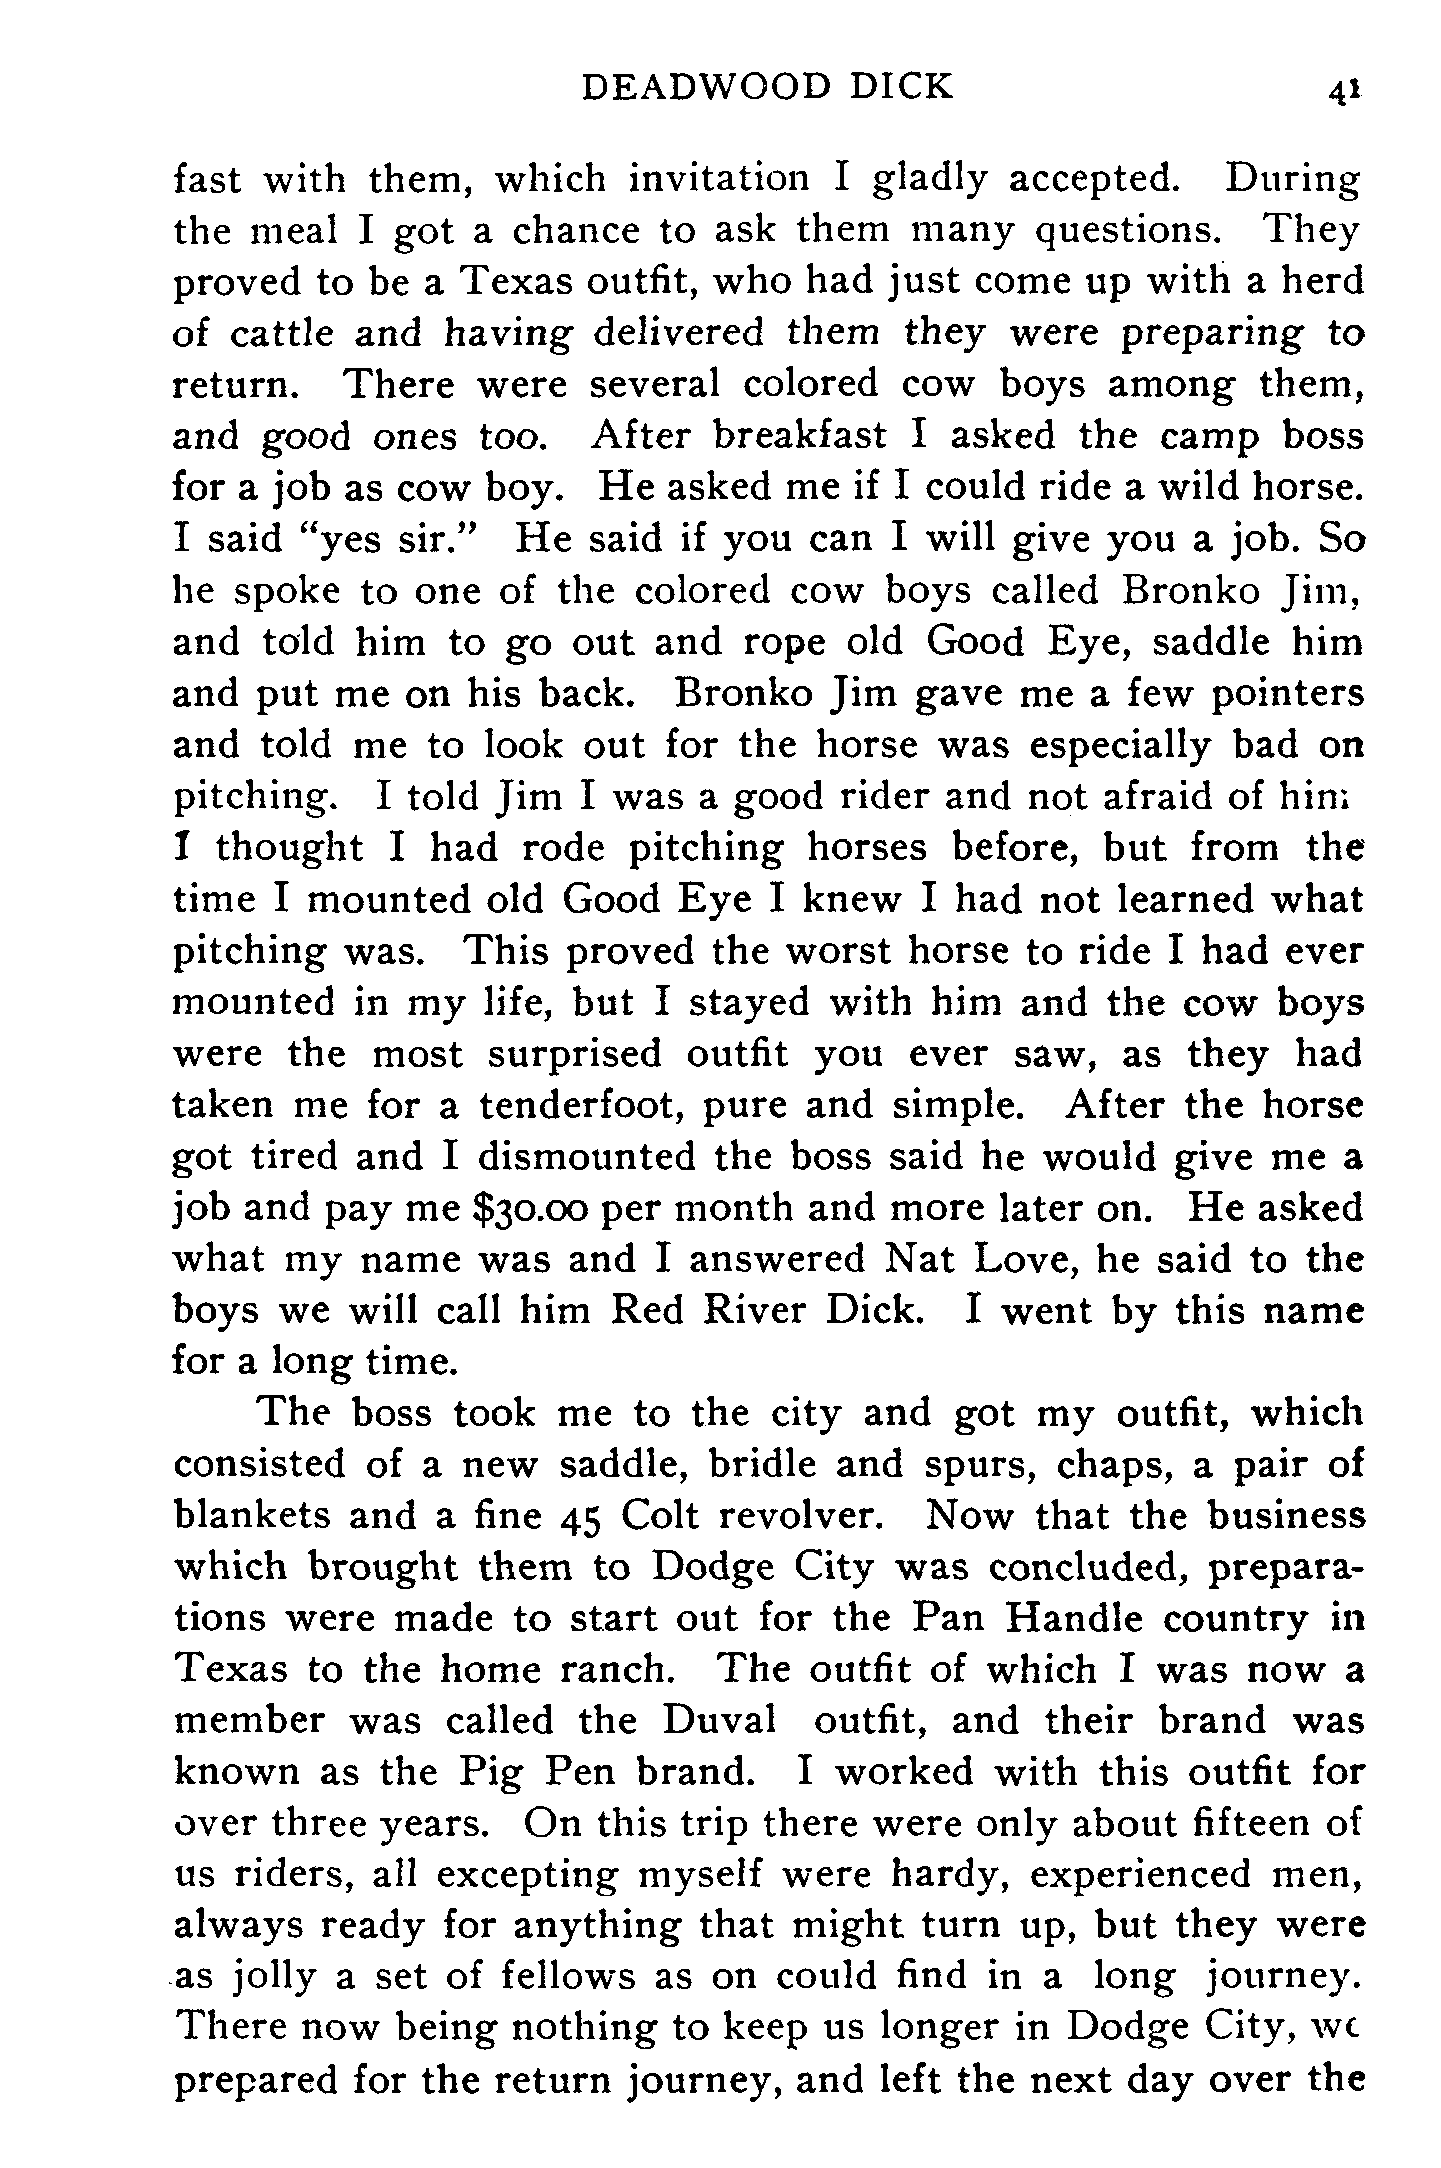 DEADWOOD DICK 41
fast with them, which invitation I gladly accepted. During
the meal I got a chance to ask them many questions. They
proved to be a Texas outfit, who had just come up with a herd
of cattle and having delivered them they were preparing to
return. There were several colored cow boys among them,
and good ones too. After breakfast I asked the camp boss
for a job as cow boy. He asked me if I could ride a wild horse.
I said “yes sir.” He said if you can I will give you a job. So
he spoke to one of the colored cow boys called Bronko Jim,
and told him to go out and rope old Good Eye, saddle him
and put me on his back. Bronko Jim gave me a few pointers
and told me to look out for the horse was especially bad on
pitching. I told Jim I was a good rider and not afraid of him
I thought I had rode pitching horses before, but from the
time I mounted old Good Eye I knew I had not learned what
pitching was. This proved the worst horse to ride I had ever
mounted in my life, but I stayed with him and the cow boys
were the most surprised outfit you ever saw, as they had
taken me for a tenderfoot, pure and simple. After the horse
got tired and I dismounted the boss said he would give me a
job and pay me $30.00 per month and more later on. He asked
what my name was and I answered Nat Love, he said to the
boys we will call him Red River Dick. I went by this name
for a long time.
The boss took me to the city and got my outfit, which
consisted of a new saddle, bridle and spurs, chaps, a pair of
blankets and a fine 45 Colt revolver. Now that the business
which brought them to Dodge City was concluded, prepara-
tions were made to start out for the Pan Handle country in
Texas to the home ranch. The outfit of which I was now a
member was called the Duval outfit, and their brand was
known as the Pig Pen brand. I worked with this outfit for
over three years. On this trip there were only about fifteen of
us riders, all excepting myself were hardy, experienced men,
always ready for anything that might turn up, but they were
as jolly a set of fellows as on could find in a long journey.
There now being nothing to keep us longer in Dodge City, we
prepared for the return journey, and left the next day over the